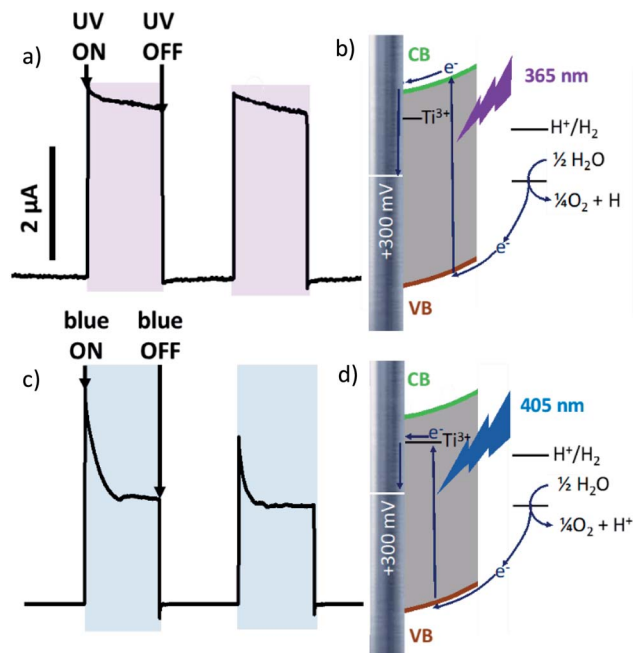 a)
UV UV
ON OFF
2 µA
b)
CB
e⁻
Ti³⁺
365 nm
H⁺/H₂
½ H₂O
¼O₂ + H
+300 mV
e⁻
VB
c)
blue blue
ON OFF
d)
CB
e⁻
Ti³⁺
405 nm
H⁺/H₂
½ H₂O
¼O₂ + H⁺
+300 mV
e⁻
VB